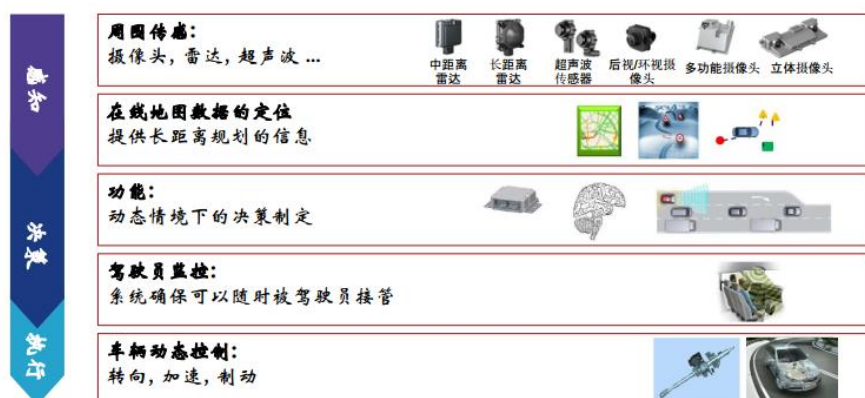 感知
决策
执行
周围传感：
摄像头, 雷达, 超声波 ...
中距离
雷达
长距离
雷达
超声波
传感器
后视/环视摄
像头
多功能摄像头
立体摄像头
在线地图数据的定位
提供长距离规划的信息
功能：
动态情境下的决策制定
驾驶员监控：
系统确保可以随时被驾驶员接管
车辆动态控制：
转向, 加速, 制动